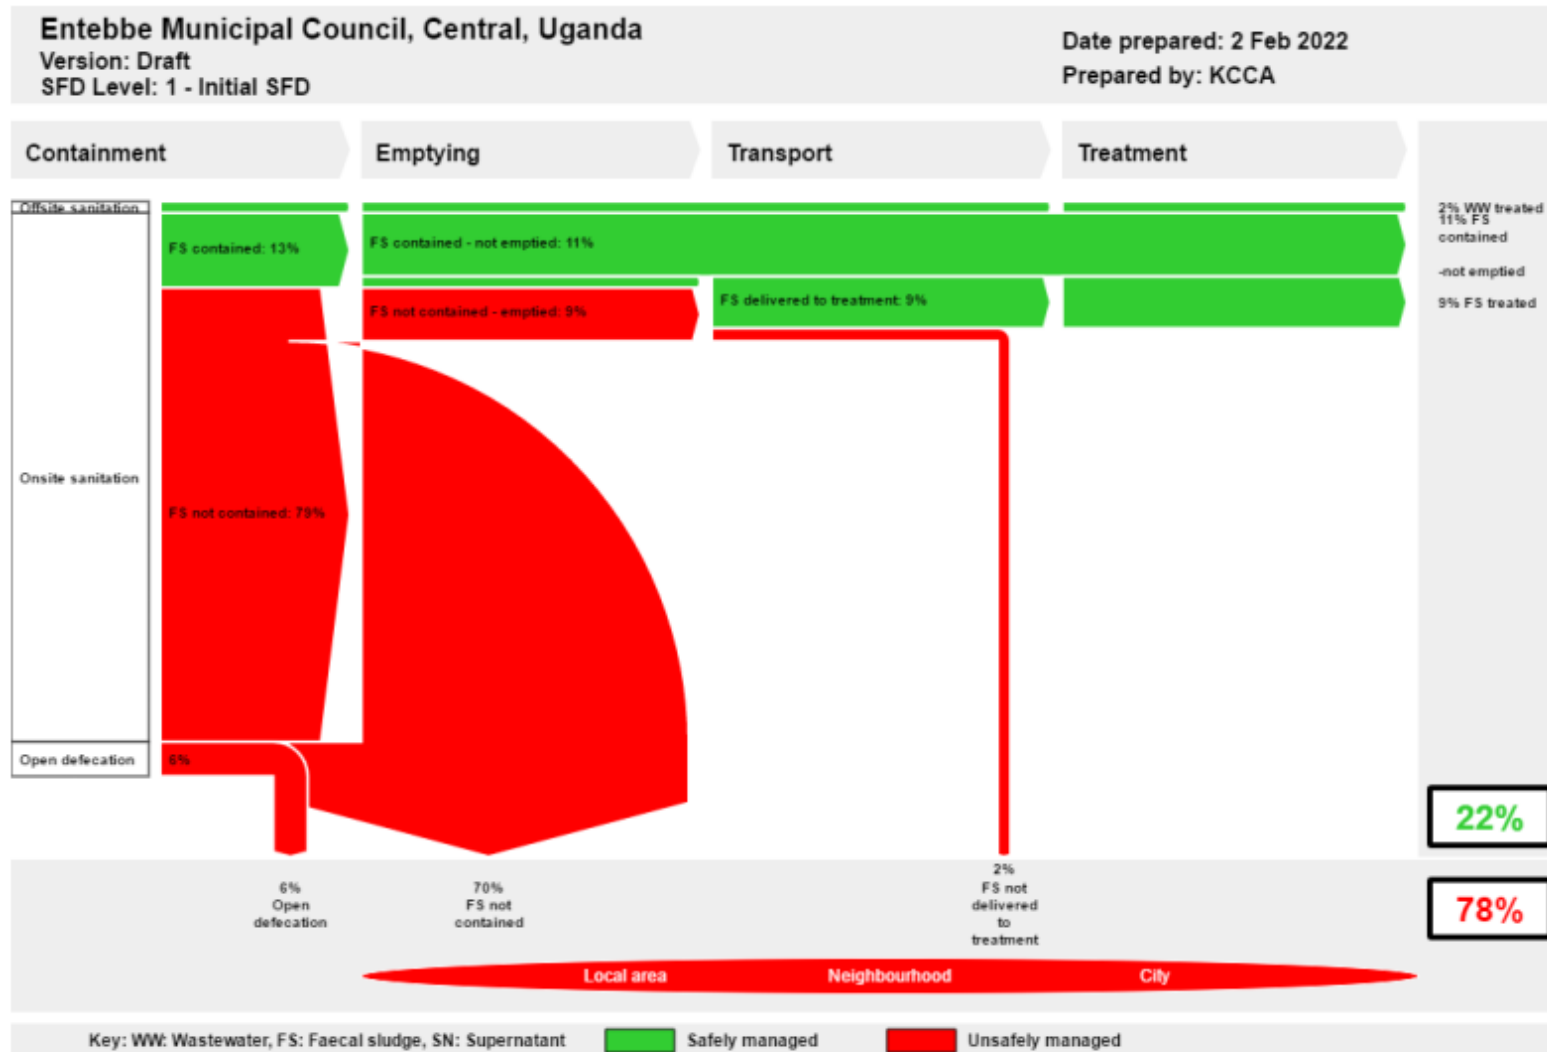 Entebbe Municipal Council, Central, Uganda
Version: Draft
SFD Level: 1 - Initial SFD
Date prepared: 2 Feb 2022
Prepared by: KCCA
Containment
Emptying
Transport
Treatment
Offsite sanitation
2% WW treated
11% FS
contained
-not emptied
FS contained: 13%
FS contained - not emptied: 11%
FS not contained - emptied: 9%
FS delivered to treatment: 9%
9% FS treated
Onsite sanitation
FS not contained: 79%
Open defecation
6%
22%
6%
Open
defecation
70%
FS not
contained
2%
FS not
delivered
to
treatment
78%
Local area
Neighbourhood
City
Key: WW: Wastewater, FS: Faecal sludge, SN: Supernatant
Safely managed
Unsafely managed